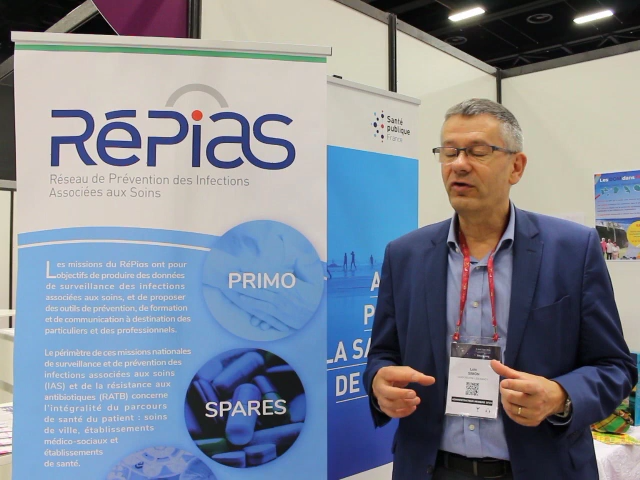 RéPias
Réseau de Prévention des Infections
Associées aux Soins
Les missions du RéPias ont pour
objectifs de produire des données
de surveillance des infections
associées aux soins, et de proposer
des outils de prévention, de formation
et de communication à destination des
particuliers et des professionnels.
Le périmètre de ces missions nationales
de surveillance et de prévention des
infections associées aux soins
(IAS) et de la résistance aux
antibiotiques (RATB) concerne
l'intégralité du parcours
de santé du patient : soins
de ville, établissements
médico-sociaux et
établissements
de santé.
PRIMO
SPARES
Santé
publique
France
A
P
LA SA
DE
Les
dans